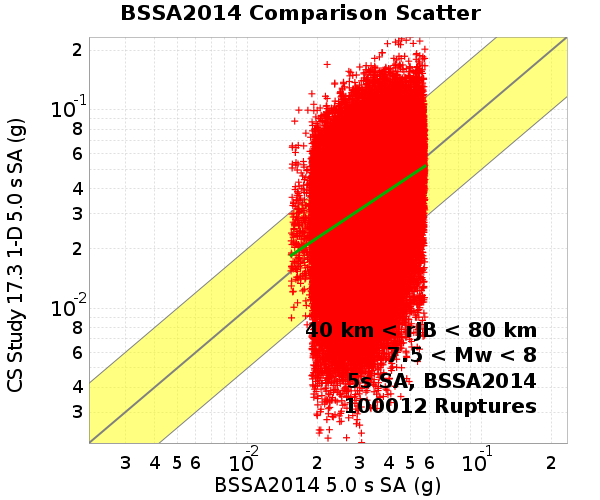 BSSA2014 Comparison Scatter
CS Study 17.3 1-D 5.0 s SA (g)
2
10-1
8
6
4
3
2
10-2
8
6
4
3
40 km < rJB < 80 km
7.5 < Mw < 8
5s SA, BSSA2014
100012 Ruptures
3 4 5 6 10-2 2 3 4 5 6 10-1 2
BSSA2014 5.0 s SA (g)